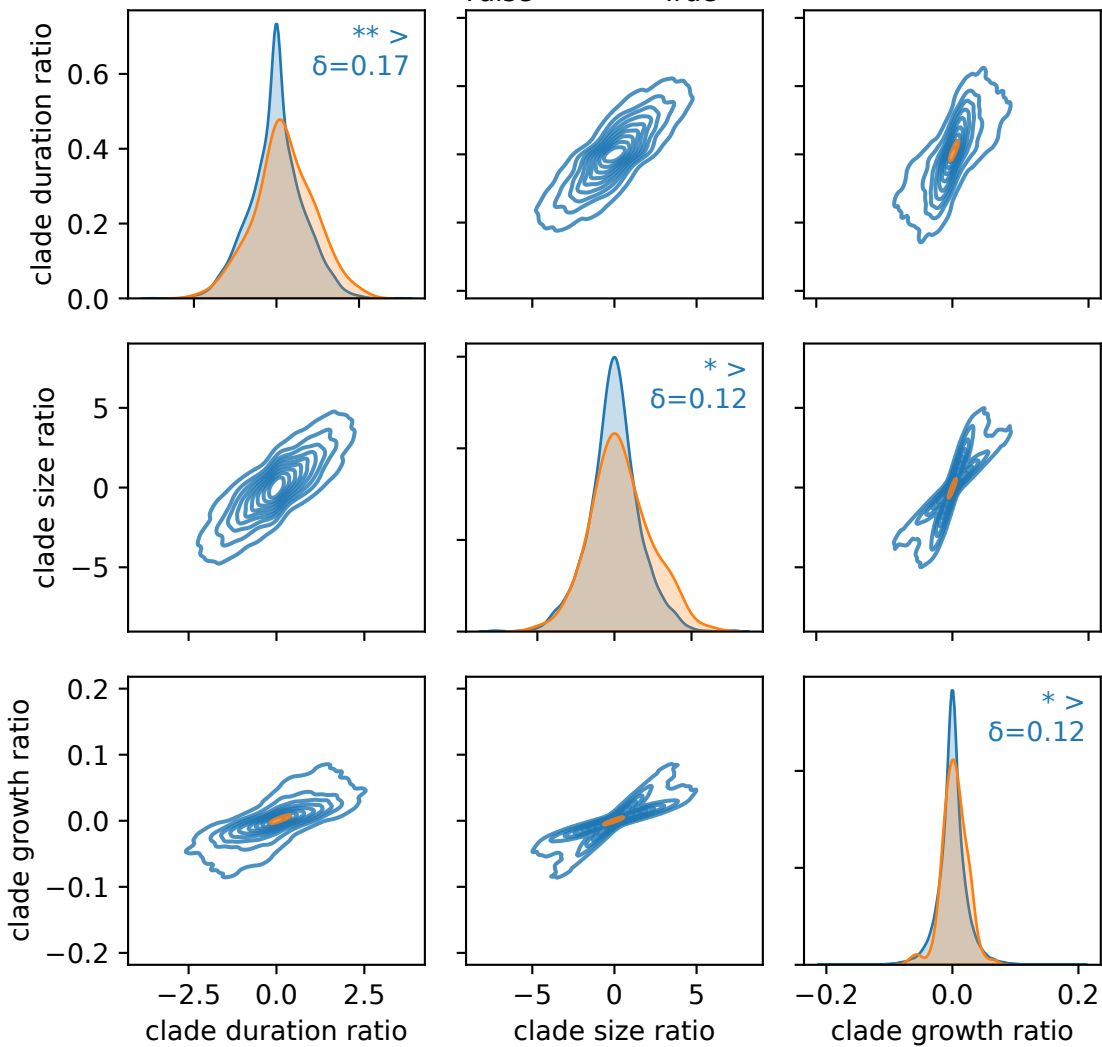 clade duration ratio
0.6
0.4
0.2
0.0
** >
δ=0.17
clade size ratio
5
0
−5
* >
δ=0.12
clade growth ratio
0.2
0.1
0.0
−0.1
−0.2
* >
δ=0.12
−2.5 0.0 2.5
−5 0 5
−0.2 0.0 0.2
clade duration ratio
clade size ratio
clade growth ratio